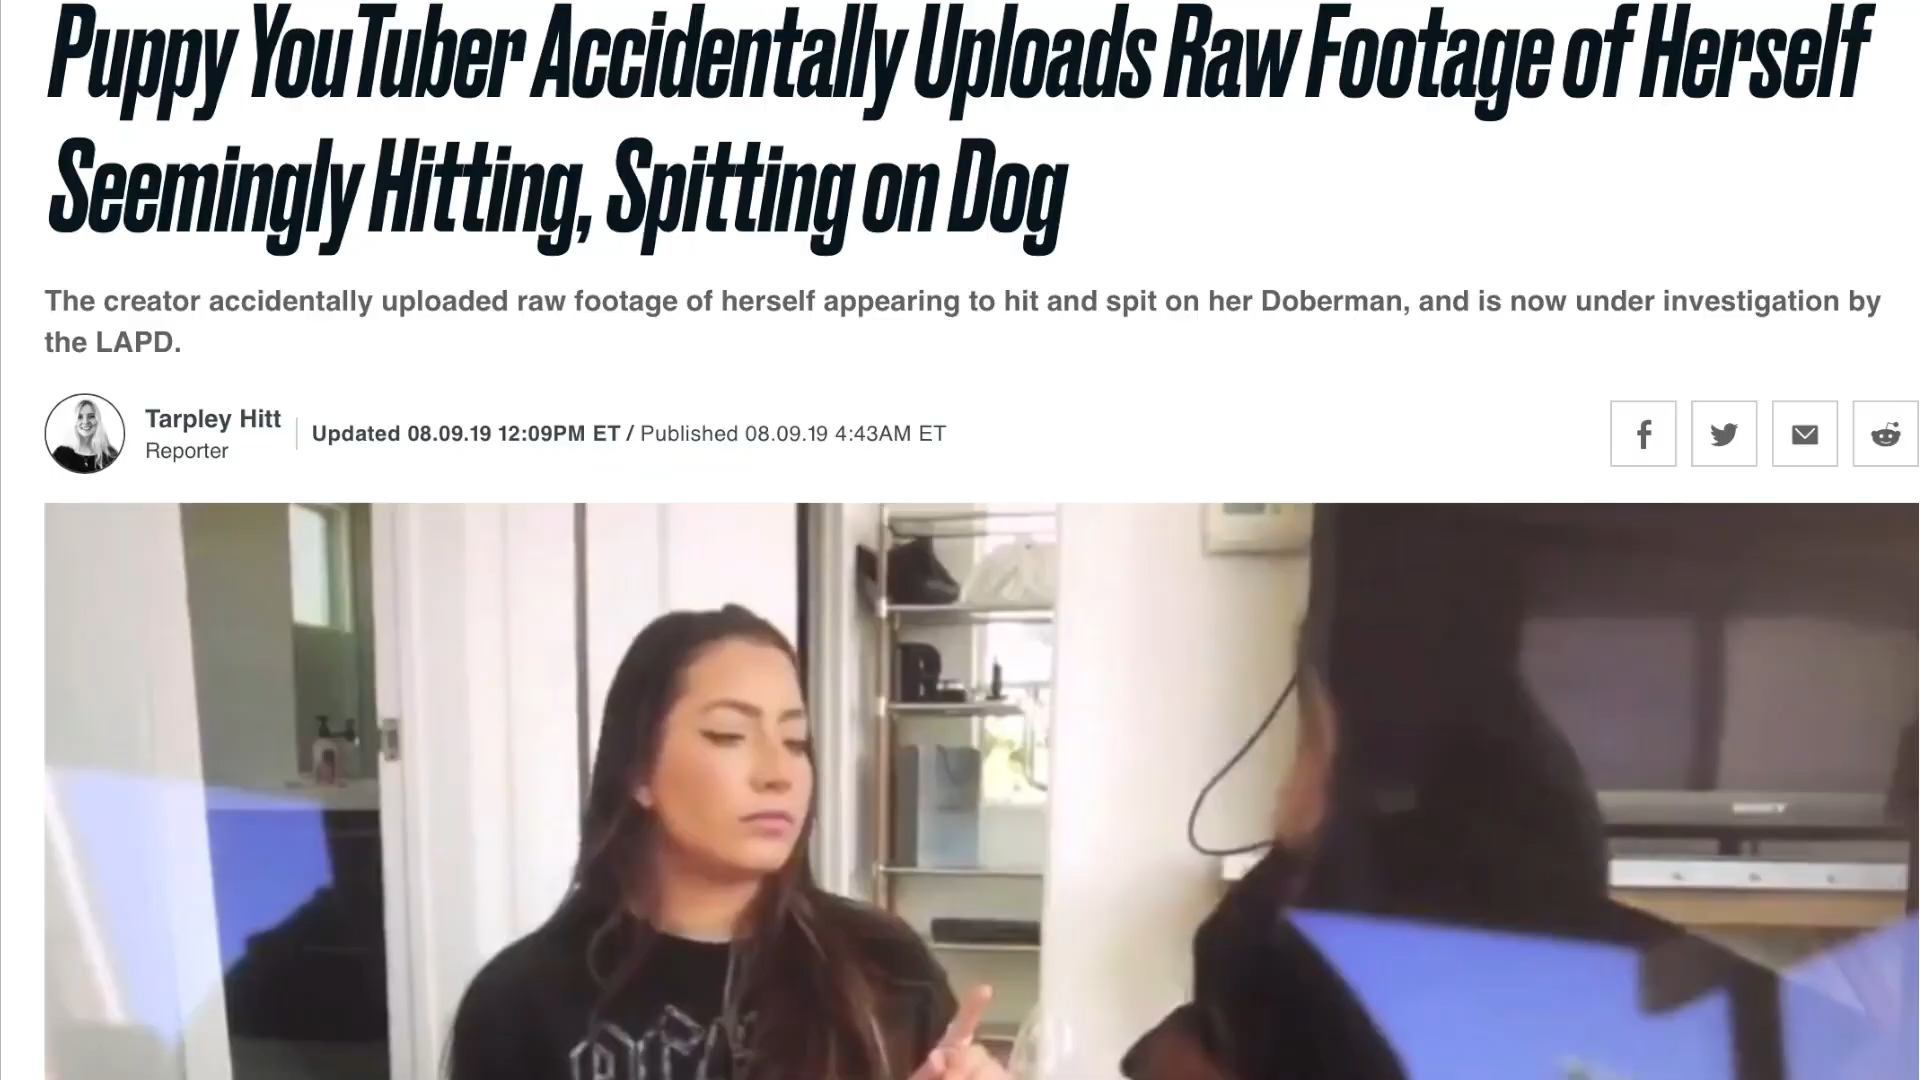 Puppy YouTuber Accidentally Uploads Raw Footage of Herself
Seemingly Hitting, Spitting on Dog
The creator accidentally uploaded raw footage of herself appearing to hit and spit on her Doberman, and is now under investigation by
the LAPD.
Tarpley Hitt
Reporter
Updated 08.09.19 12:09PM ET / Published 08.09.19 4:43AM ET